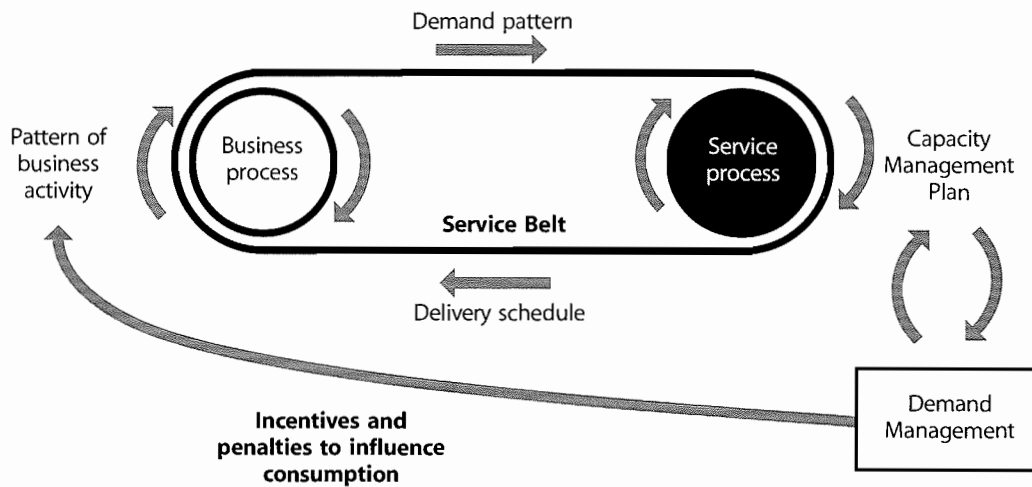 Demand pattern
Pattern of
business
activity
Business
process
Service
process
Capacity
Management
Plan
Service Belt
Delivery schedule
Incentives and
penalties to influence
consumption
Demand
Management